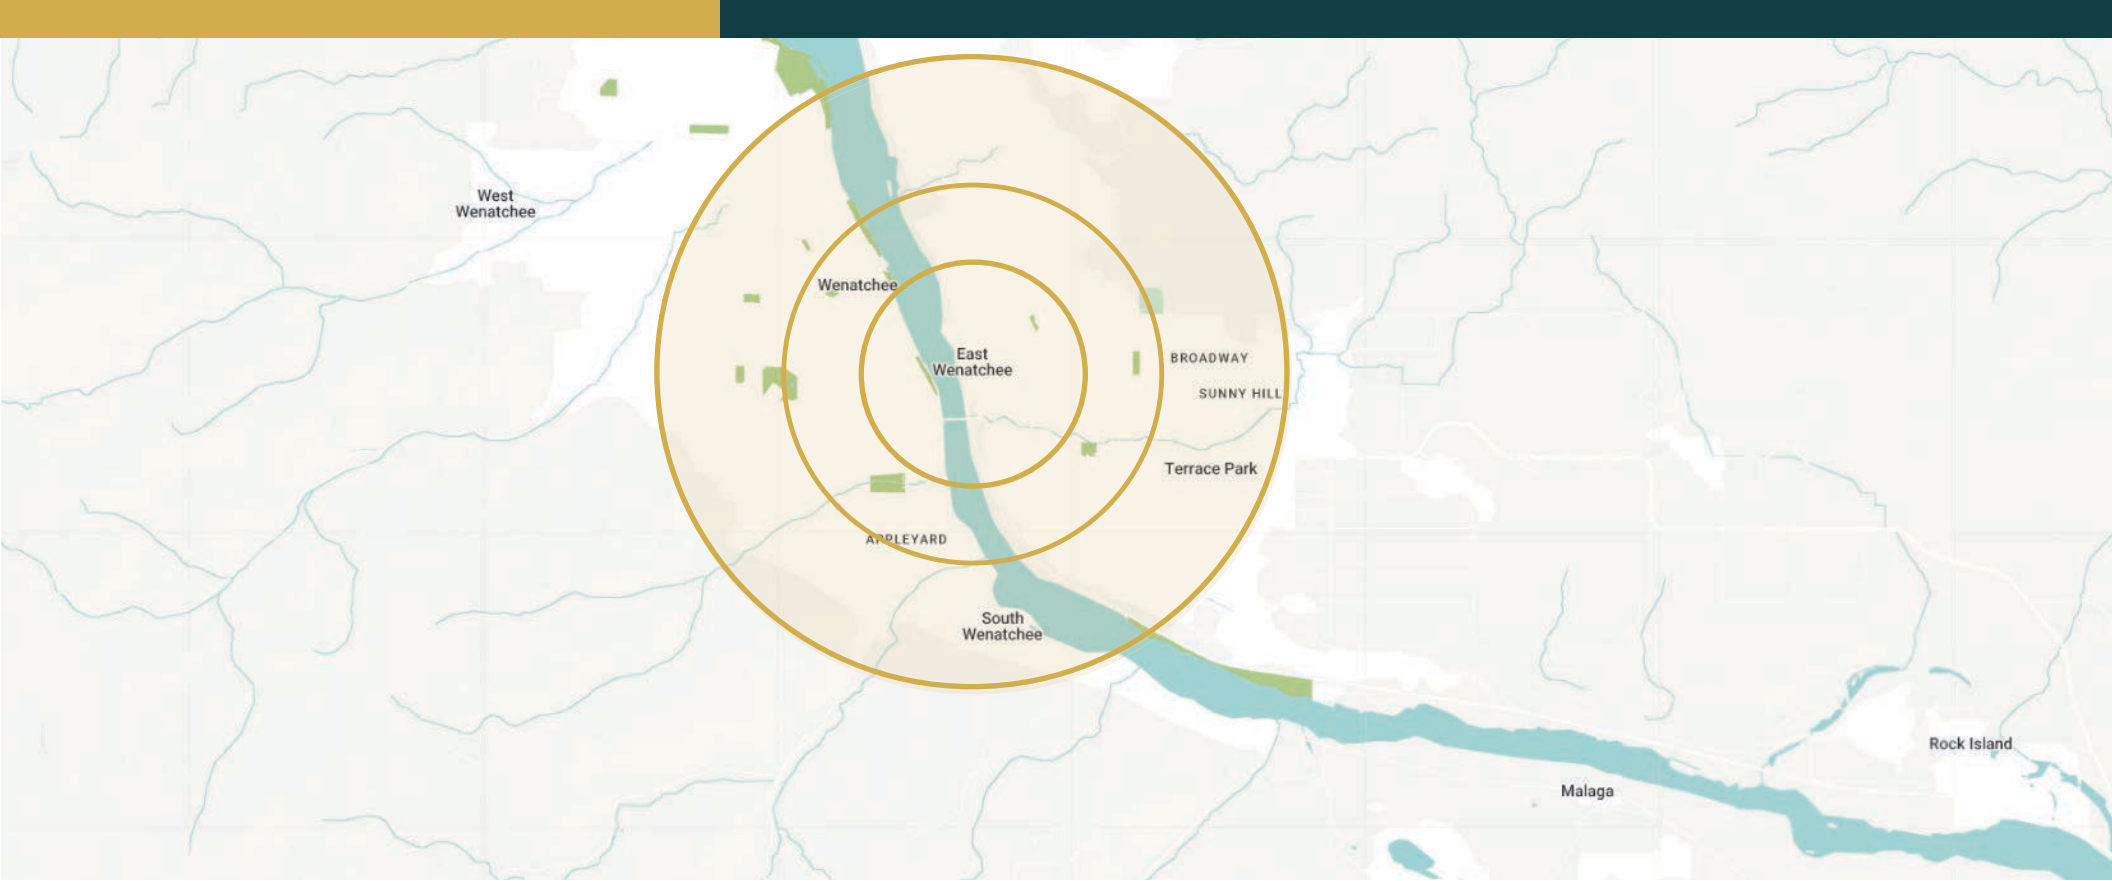 West
Wenatchee
Wenatchee
East
Wenatchee
BROADWAY
SUNNY HILL
Terrace Park
APPLEYARD
South
Wenatchee
Rock Island
Malaga